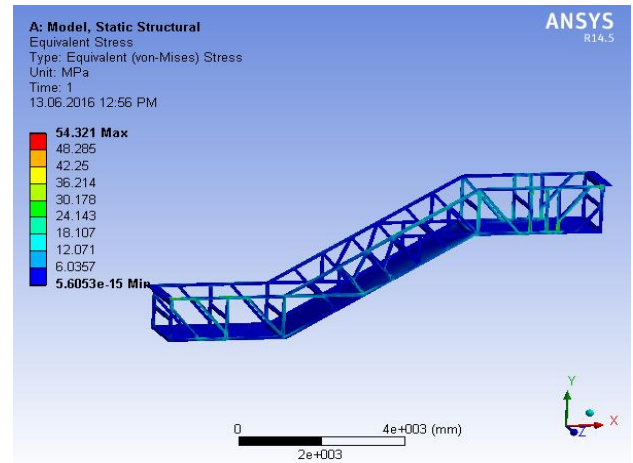 A: Model, Static Structural
Equivalent Stress
Type: Equivalent (von-Mises) Stress
Unit: MPa
Time: 1
13.06.2016 12:56 PM
ANSYS
R14.5
54.321 Max
48.285
42.25
36.214
30.178
24.143
18.107
12.071
6.0357
5.6053e-15 Min
0
4e+003 (mm)
2e+003
Y
X
Z